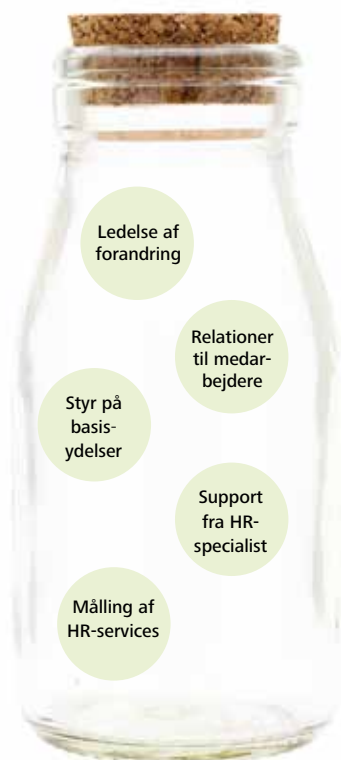 Ledelse af
forandring
Relationer
til medar-
bejdere
Styr på
basis-
ydelser
Support
fra HR-
specialist
Målling af
HR-services